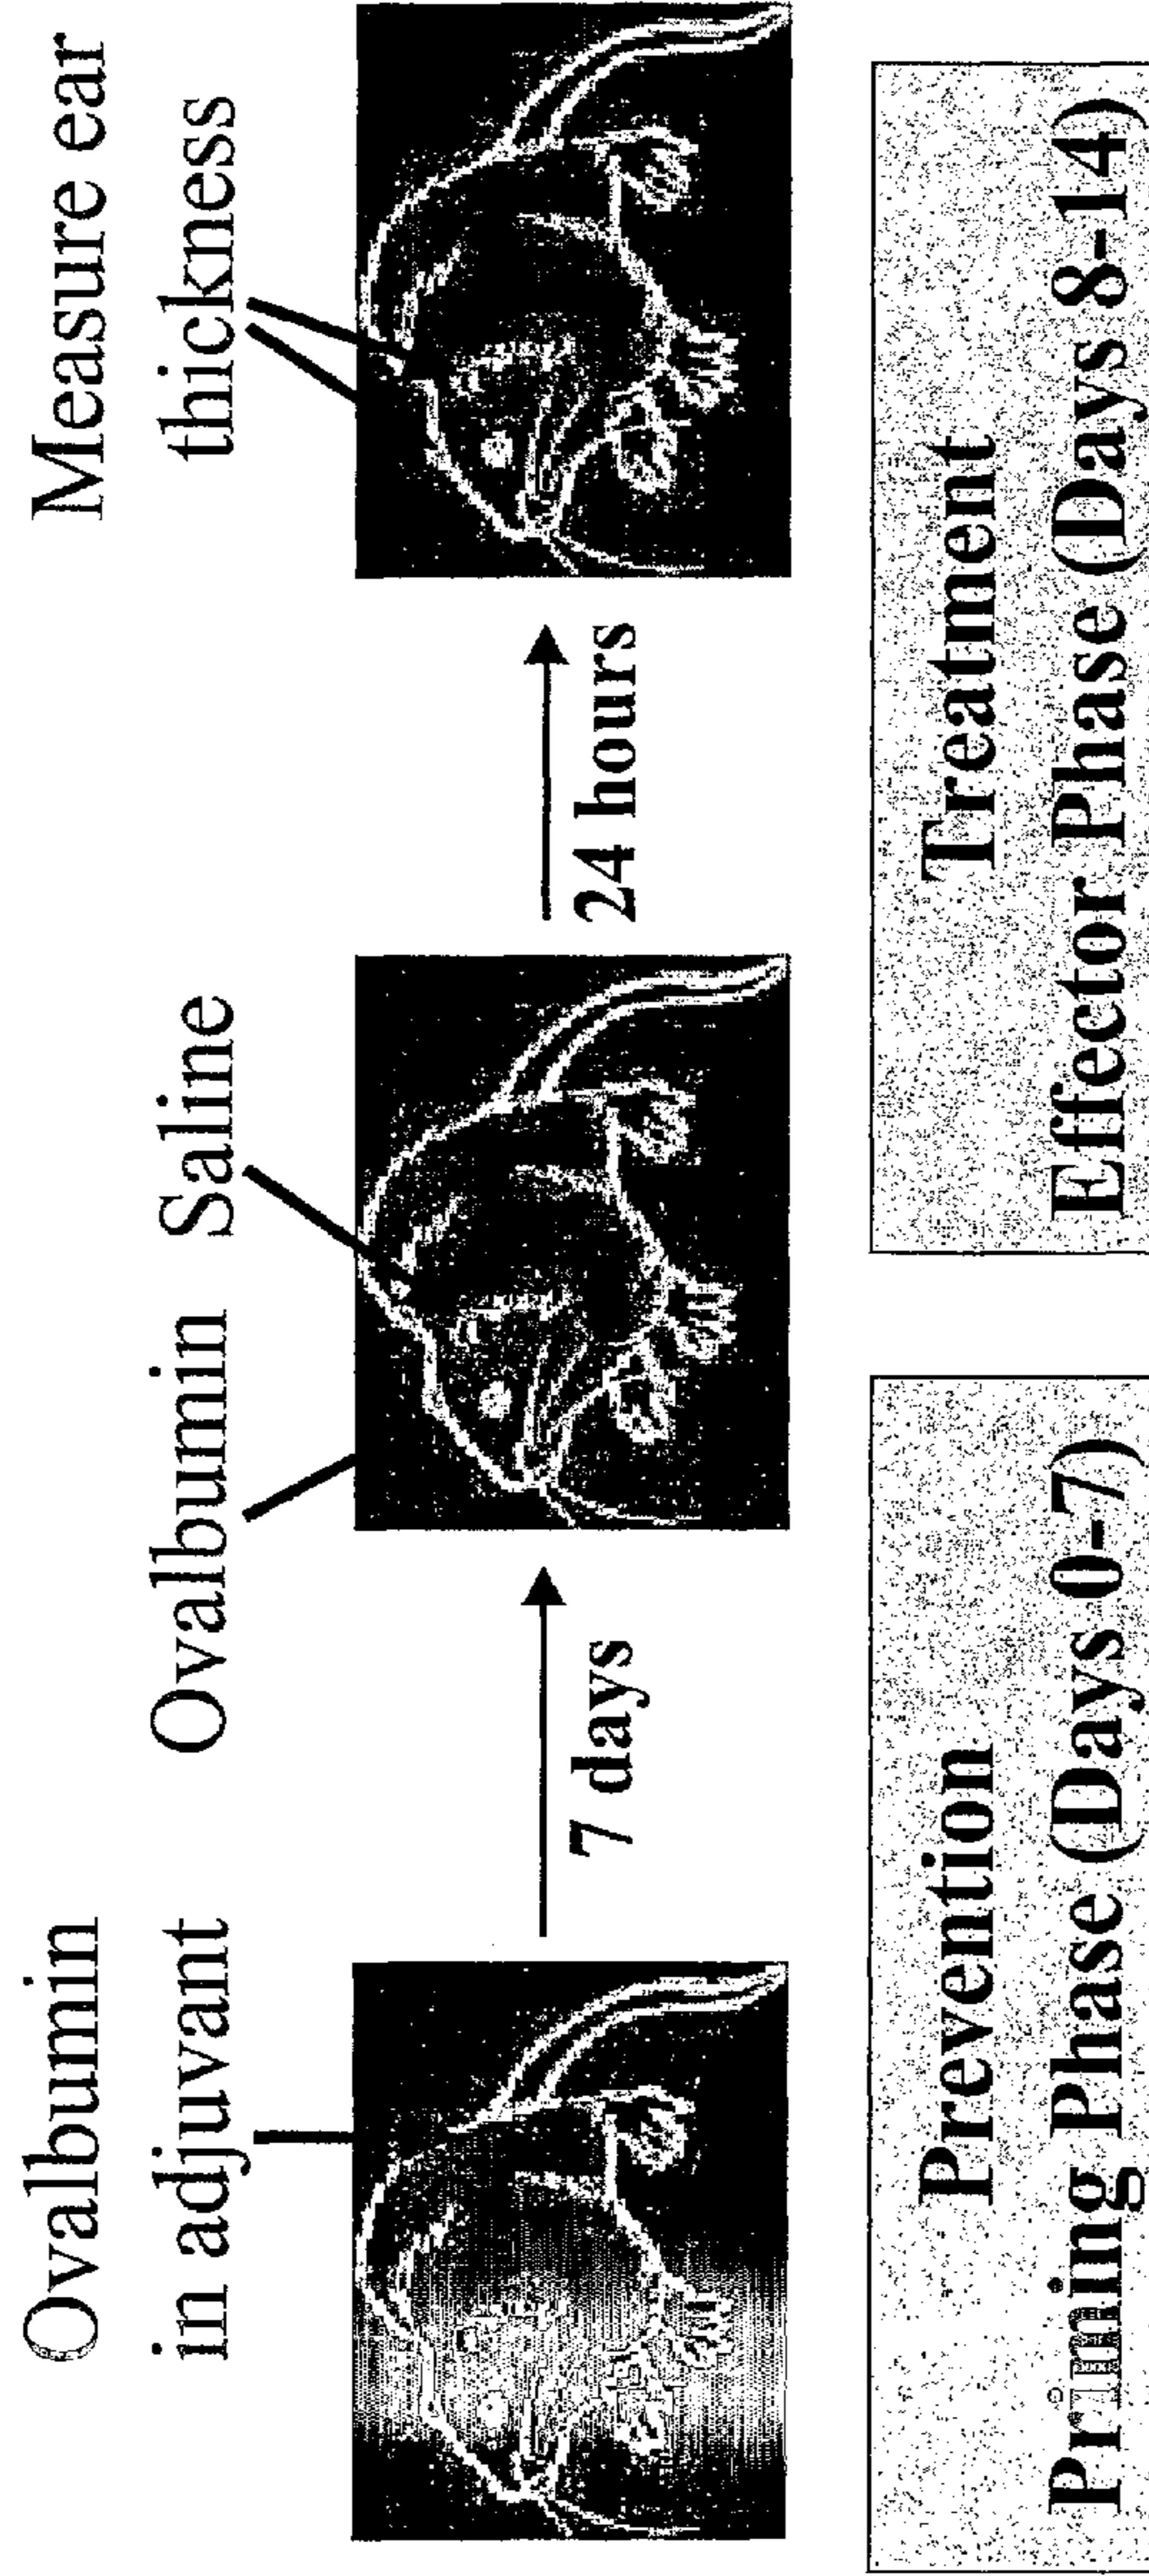 Ovalbumin
in adjuvant
7 days
Ovalbumin Saline
24 hours
Measure ear
thickness
Prevention
Priming Phase (Days 0-7)
Treatment
Effector Phase (Days 8-14)